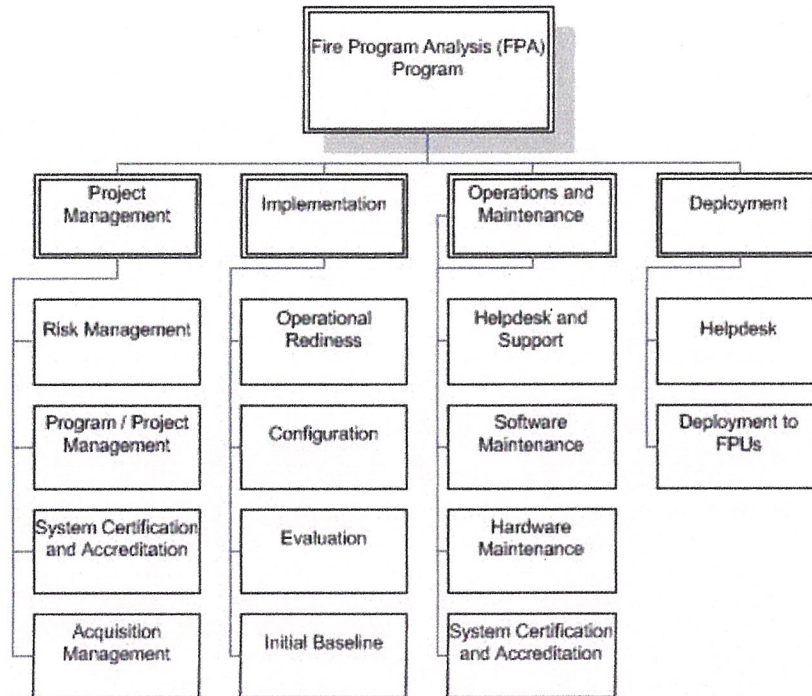 Fire Program Analysis (FPA)
Program
Project
Management
Implementation
Operations and
Maintenance
Deployment
Risk Management
Operational
Rediness
Helpdesk and
Support
Helpdesk
Program / Project
Management
Configuration
Software
Maintenance
Deployment to
FPUs
System Certification
and Accreditation
Evaluation
Hardware
Maintenance
Acquisition
Management
Initial Baseline
System Certification
and Accreditation